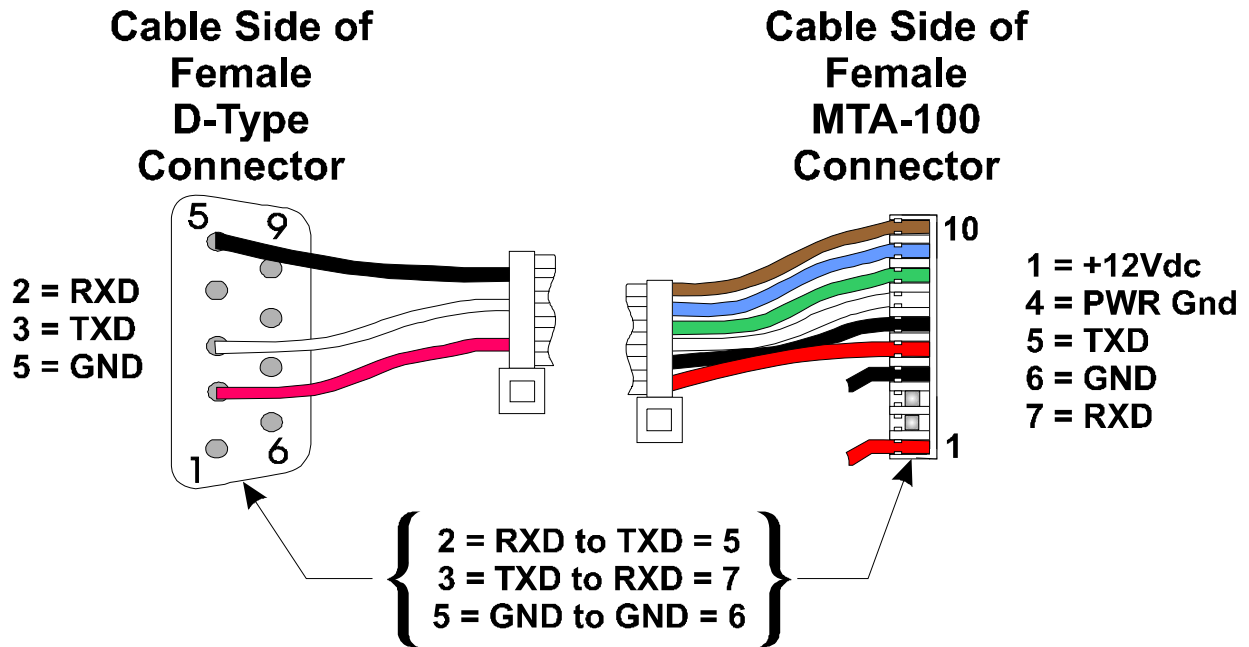 Cable Side of
Female
D-Type
Connector
Cable Side of
Female
MTA-100
Connector
5
9
2 = RXD
3 = TXD
5 = GND
1
6
10
1
1 = +12Vdc
4 = PWR Gnd
5 = TXD
6 = GND
7 = RXD
2 = RXD to TXD = 5
3 = TXD to RXD = 7
5 = GND to GND = 6